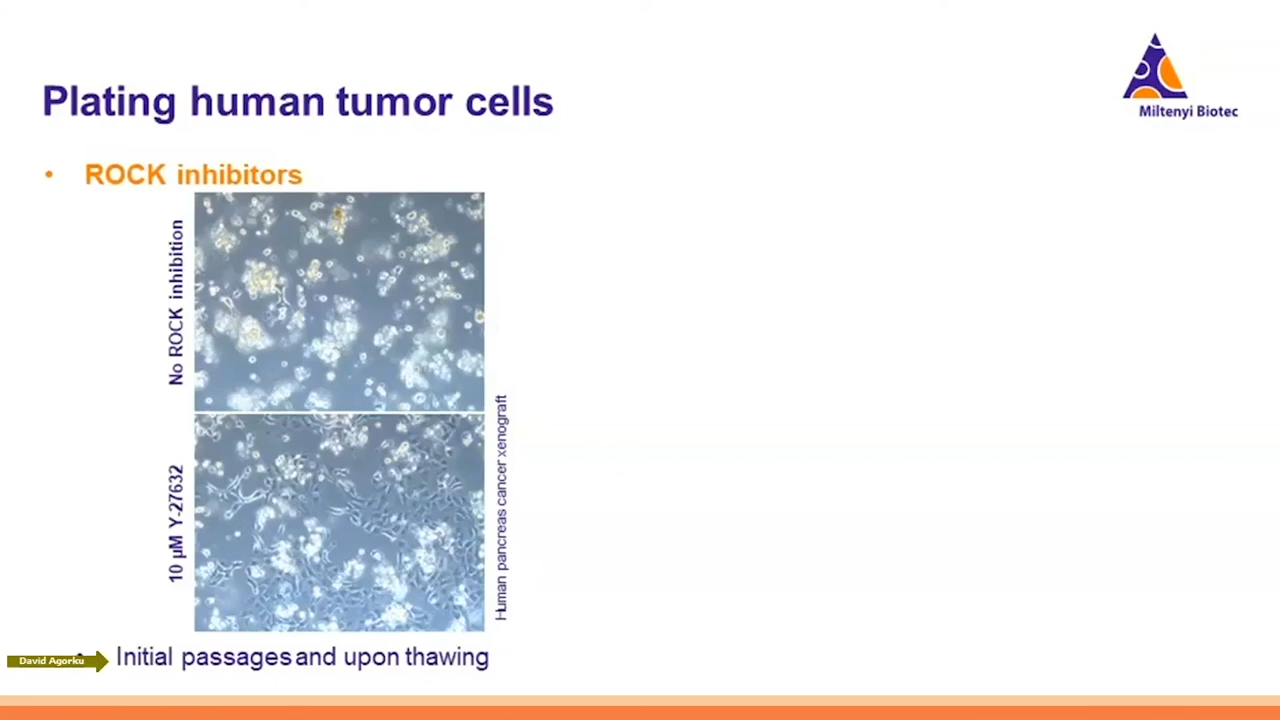 Plating human tumor cells
Miltenyi Biotec
• ROCK inhibitors
No ROCK inhibition
10 µM Y-27632
Human pancreas cancer xenograft
David Agorku
• Initial passages and upon thawing